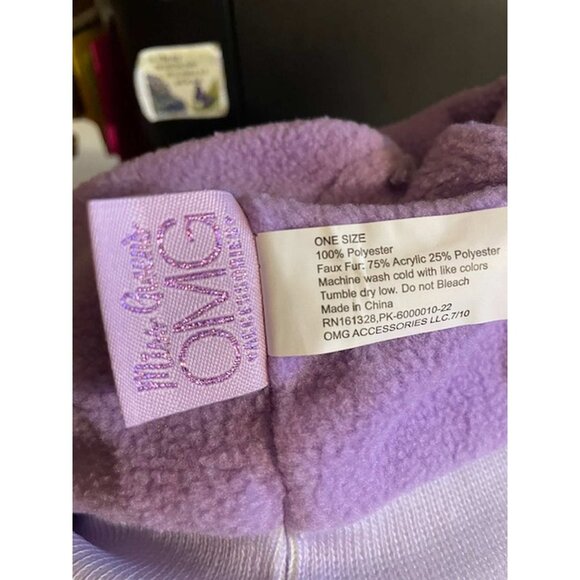 Miss Gwen's
OMG
ACCESSORIES
ONE SIZE
100% Polyester
Faux Fur: 75% Acrylic 25% Polyester
Machine wash cold with like colors
Tumble dry low. Do not Bleach
Made in China
RN161328,PK-6000010-22
OMG ACCESSORIES LLC.7/10